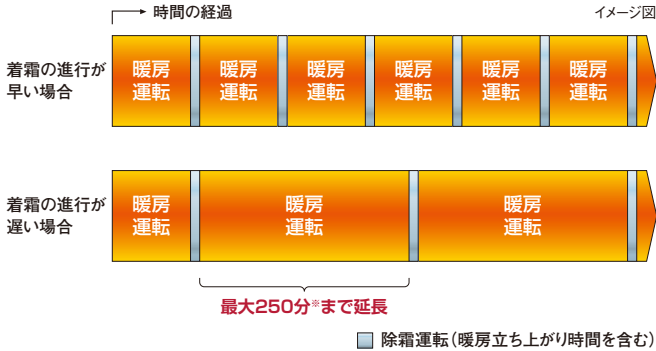 時間の経過
イメージ図
着霜の進行が
早い場合
暖房
運転
暖房
運転
暖房
運転
暖房
運転
暖房
運転
暖房
運転
着霜の進行が
遅い場合
暖房
運転
暖房
運転
暖房
運転
最大250分※まで延長
除霜運転(暖房立ち上がり時間を含む)